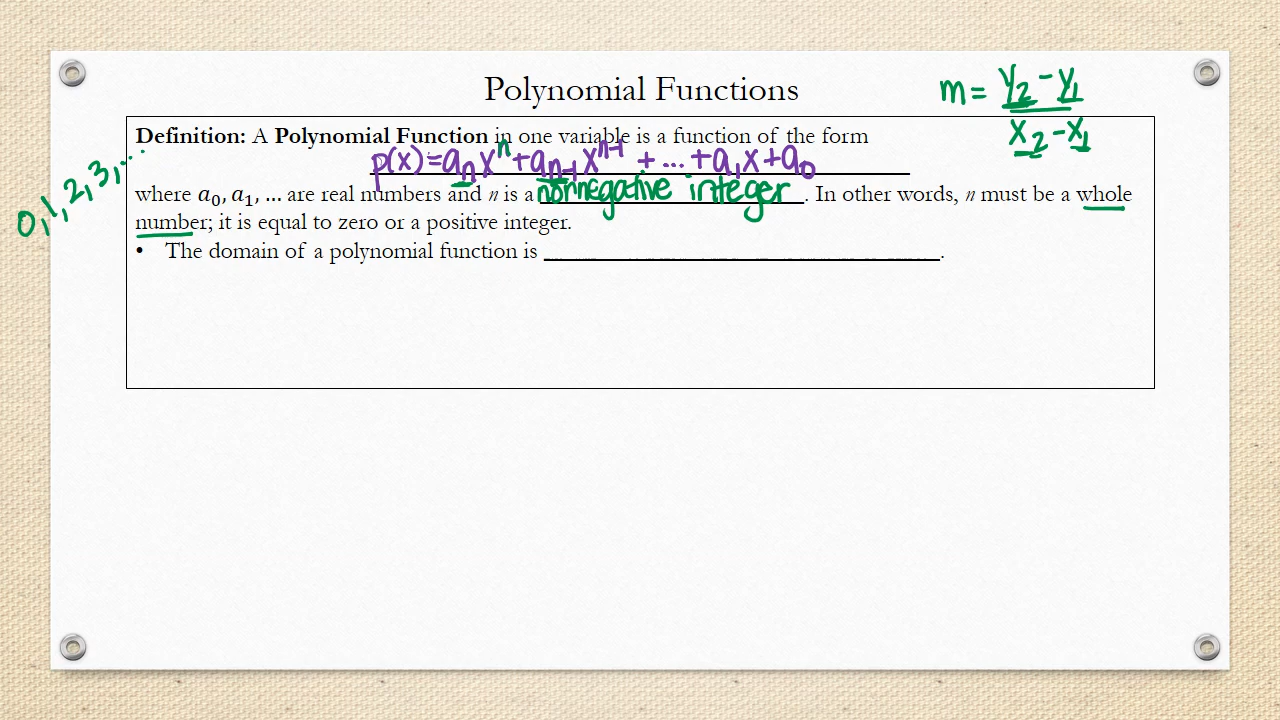 Polynomial Functions
m = y₂ - y₁ / x₂ - x₁
Definition: A Polynomial Function in one variable is a function of the form
p(x) = aₙxⁿ + aₙ₋₁xⁿ⁻¹ + ... + a₁x + a₀
where a₀, a₁, ... are real numbers and n is a nonnegative integer. In other words, n must be a whole
0, 1, 2, 3, ...
number; it is equal to zero or a positive integer.
• The domain of a polynomial function is ____________.